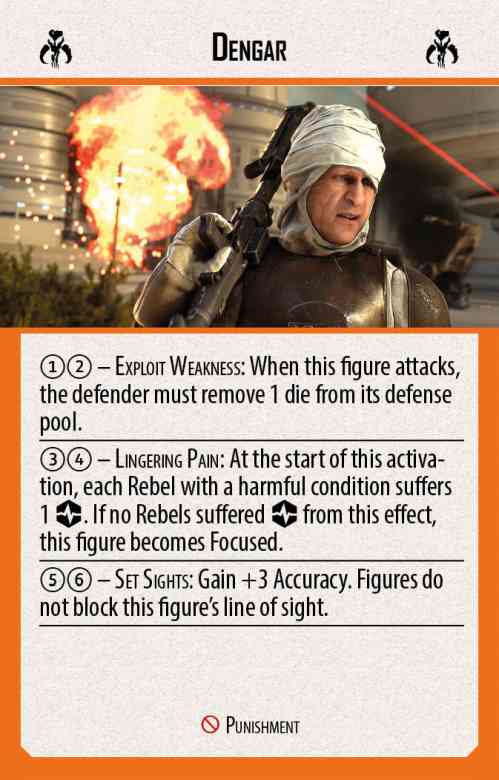 Dengar
①② – Exploit Weakness: When this figure attacks,
the defender must remove 1 die from its defense
pool.
③④ – Lingering Pain: At the start of this activa-
tion, each Rebel with a harmful condition suffers
1 . If no Rebels suffered from this effect,
this figure becomes Focused.
⑤⑥ – Set Sights: Gain +3 Accuracy. Figures do
not block this figure’s line of sight.
Punishment